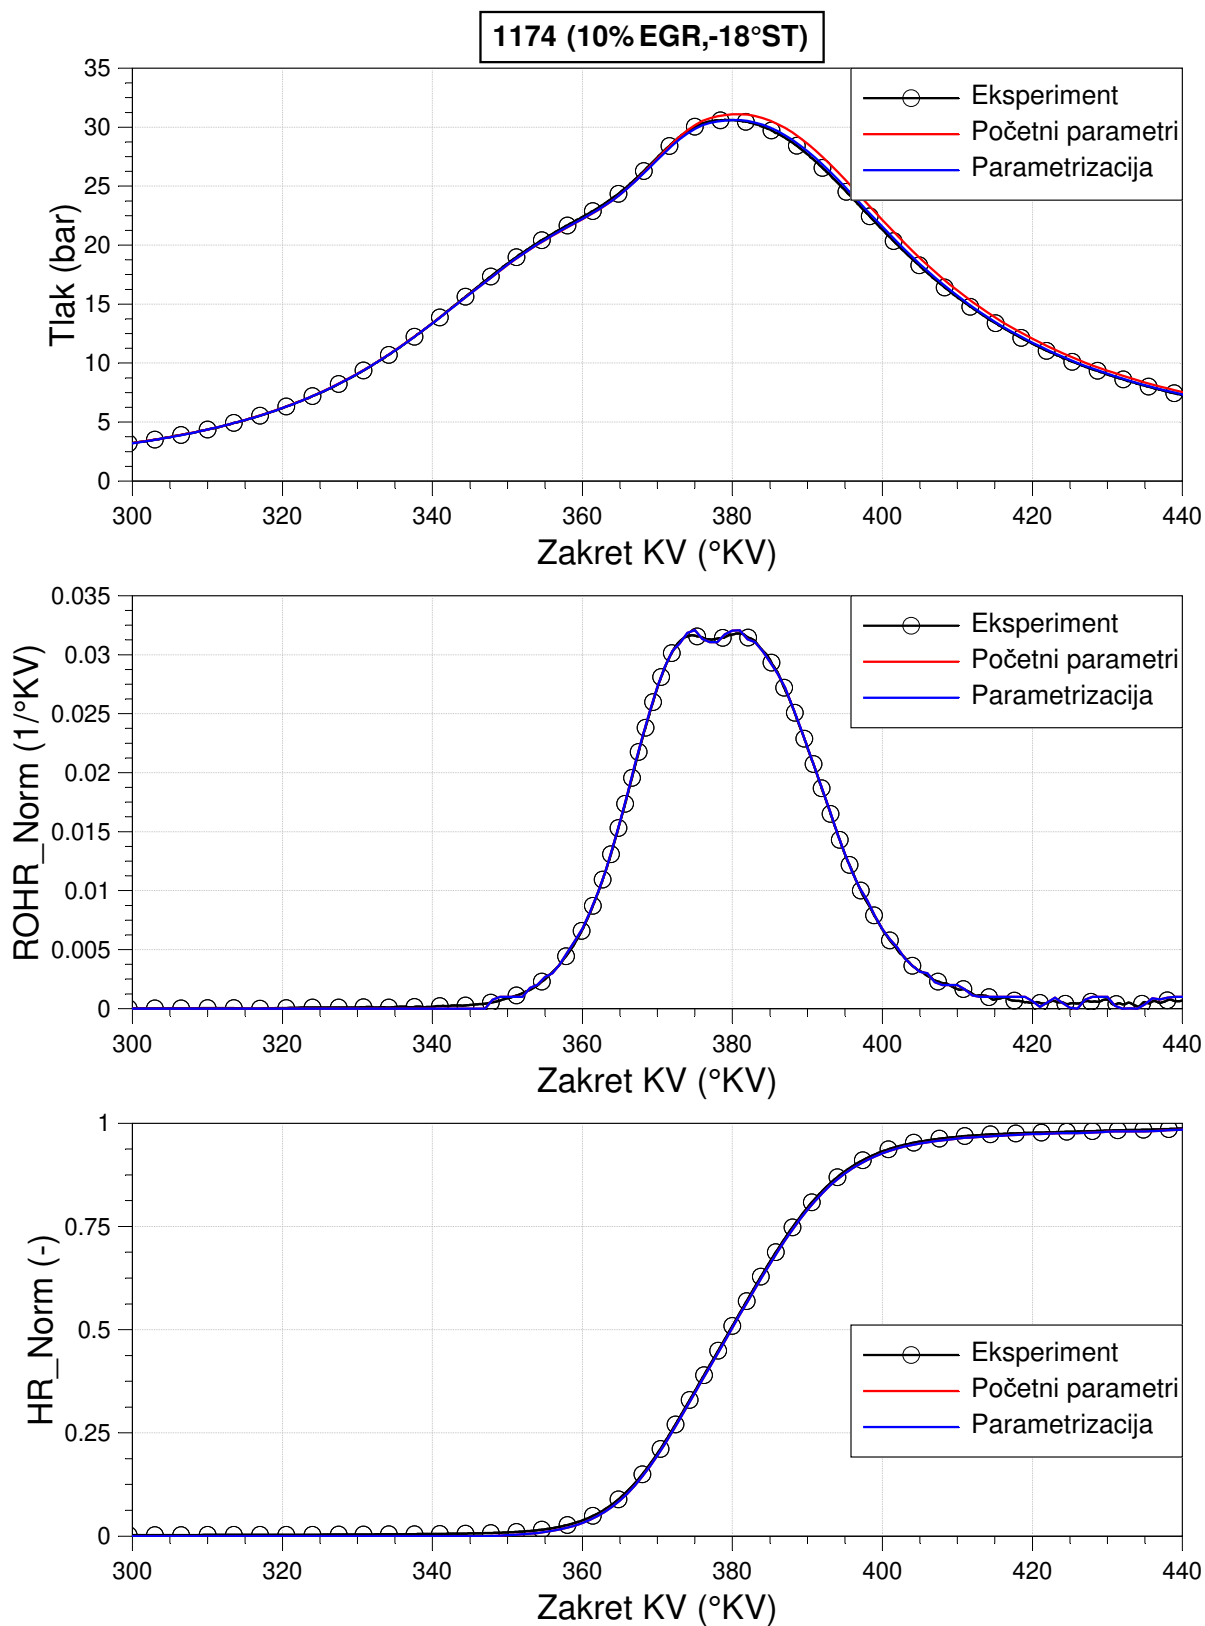 1174 (10% EGR,-18°ST)
35
30
25
20
15
10
5
0
Tlak (bar)
Eksperiment
Početni parametri
Parametrizacija
300 320 340 360 380 400 420 440
Zakret KV (°KV)
0.035
0.03
0.025
0.02
0.015
0.01
0.005
0
ROHR_Norm (1/°KV)
Eksperiment
Početni parametri
Parametrizacija
300 320 340 360 380 400 420 440
Zakret KV (°KV)
1
0.75
0.5
0.25
0
HR_Norm (-)
Eksperiment
Početni parametri
Parametrizacija
300 320 340 360 380 400 420 440
Zakret KV (°KV)